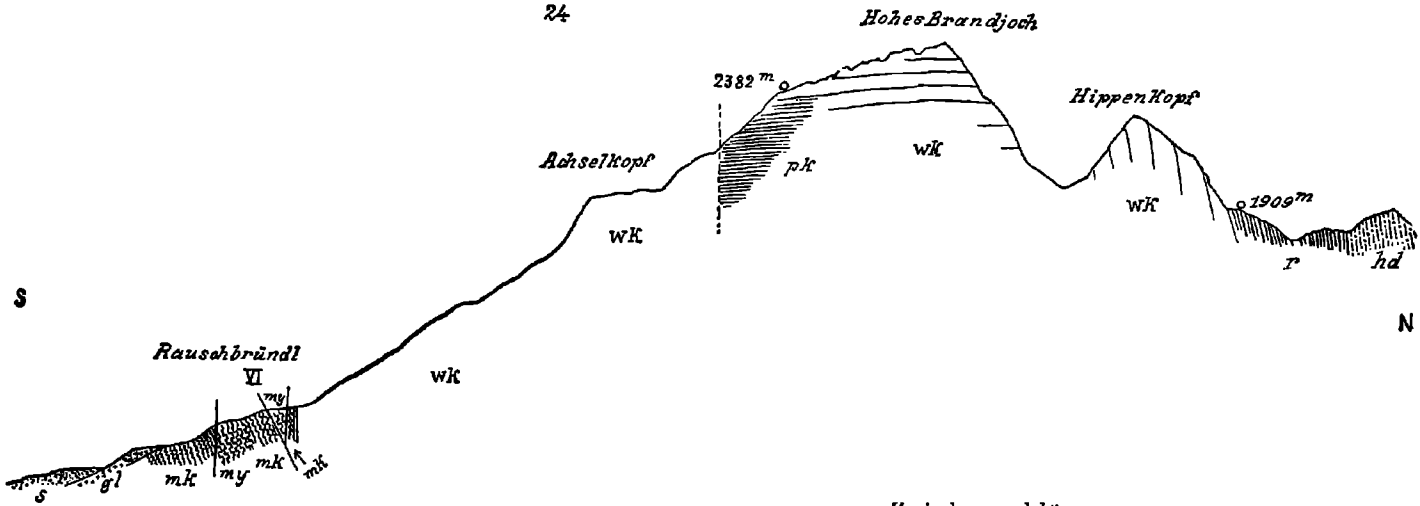 24
Hohes Brandjoch
2382 m
Hippenkopf
Achselkopf
pk
wk
wk
1909 m
wk
r
hd
S
N
Rauschbründl
VI
my
wk
mk
my
mk
mk
gl
s